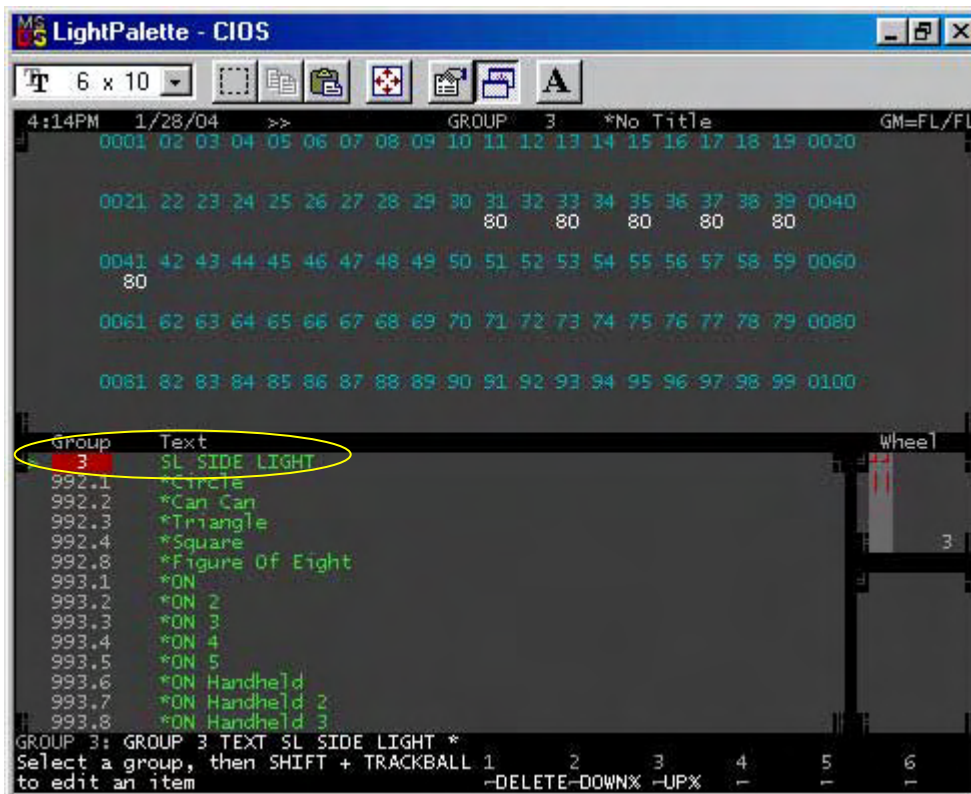 LightPalette - CIOS
6 x 10
A
4:14PM 1/28/04 >> GROUP 3 *No Title GM=FL/FL
0001 02 03 04 05 06 07 08 09 10 11 12 13 14 15 16 17 18 19 0020
0021 22 23 24 25 26 27 28 29 30 31 32 33 34 35 36 37 38 39 0040
80 80 80 80 80
0041 42 43 44 45 46 47 48 49 50 51 52 53 54 55 56 57 58 59 0060
80
0061 62 63 64 65 66 67 68 69 70 71 72 73 74 75 76 77 78 79 0080
0081 82 83 84 85 86 87 88 89 90 91 92 93 94 95 96 97 98 99 0100
Group Text Wheel
> 3 SL SIDE LIGHT
992.1 *Circle
992.2 *Can Can
992.3 *Triangle
992.4 *Square 3
992.8 *Figure Of Eight
993.1 *ON
993.2 *ON 2
993.3 *ON 3
993.4 *ON 4
993.5 *ON 5
993.6 *ON Handheld
993.7 *ON Handheld 2
993.8 *ON Handheld 3
GROUP 3: GROUP 3 TEXT SL SIDE LIGHT *
Select a group, then SHIFT + TRACKBALL 1 2 3 4 5 6
to edit an item DELETE DOWN% UP%